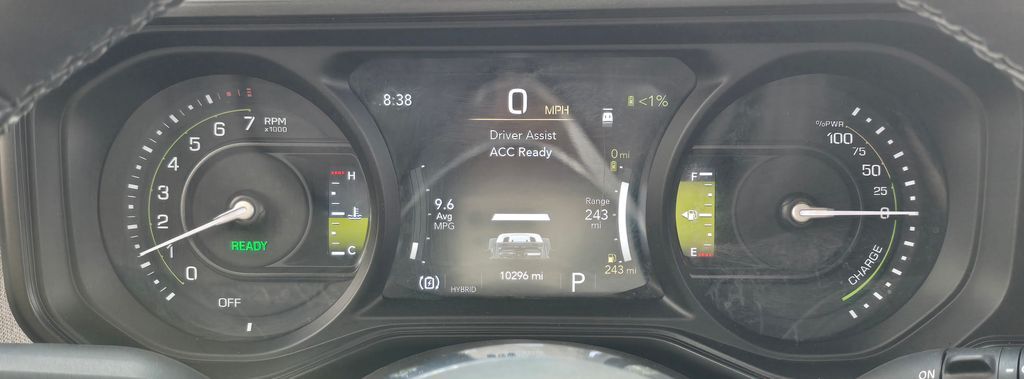 7
6
5
4
3
2
1
0
RPM
x1000
H
C
READY
OFF
8:38
0 MPH
<1%
Driver Assist
ACC Ready
0 mi
9.6
Avg
MPG
Range
243
mi
243 mi
10296 mi
HYBRID
P
F
E
%PWR
100
75
50
25
0
CHARGE
ON